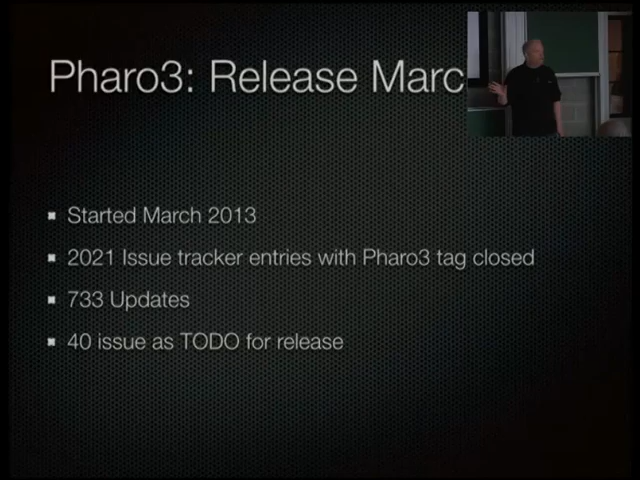 Pharo3: Release Marc
Started March 2013
2021 Issue tracker entries with Pharo3 tag closed
733 Updates
40 issue as TODO for release